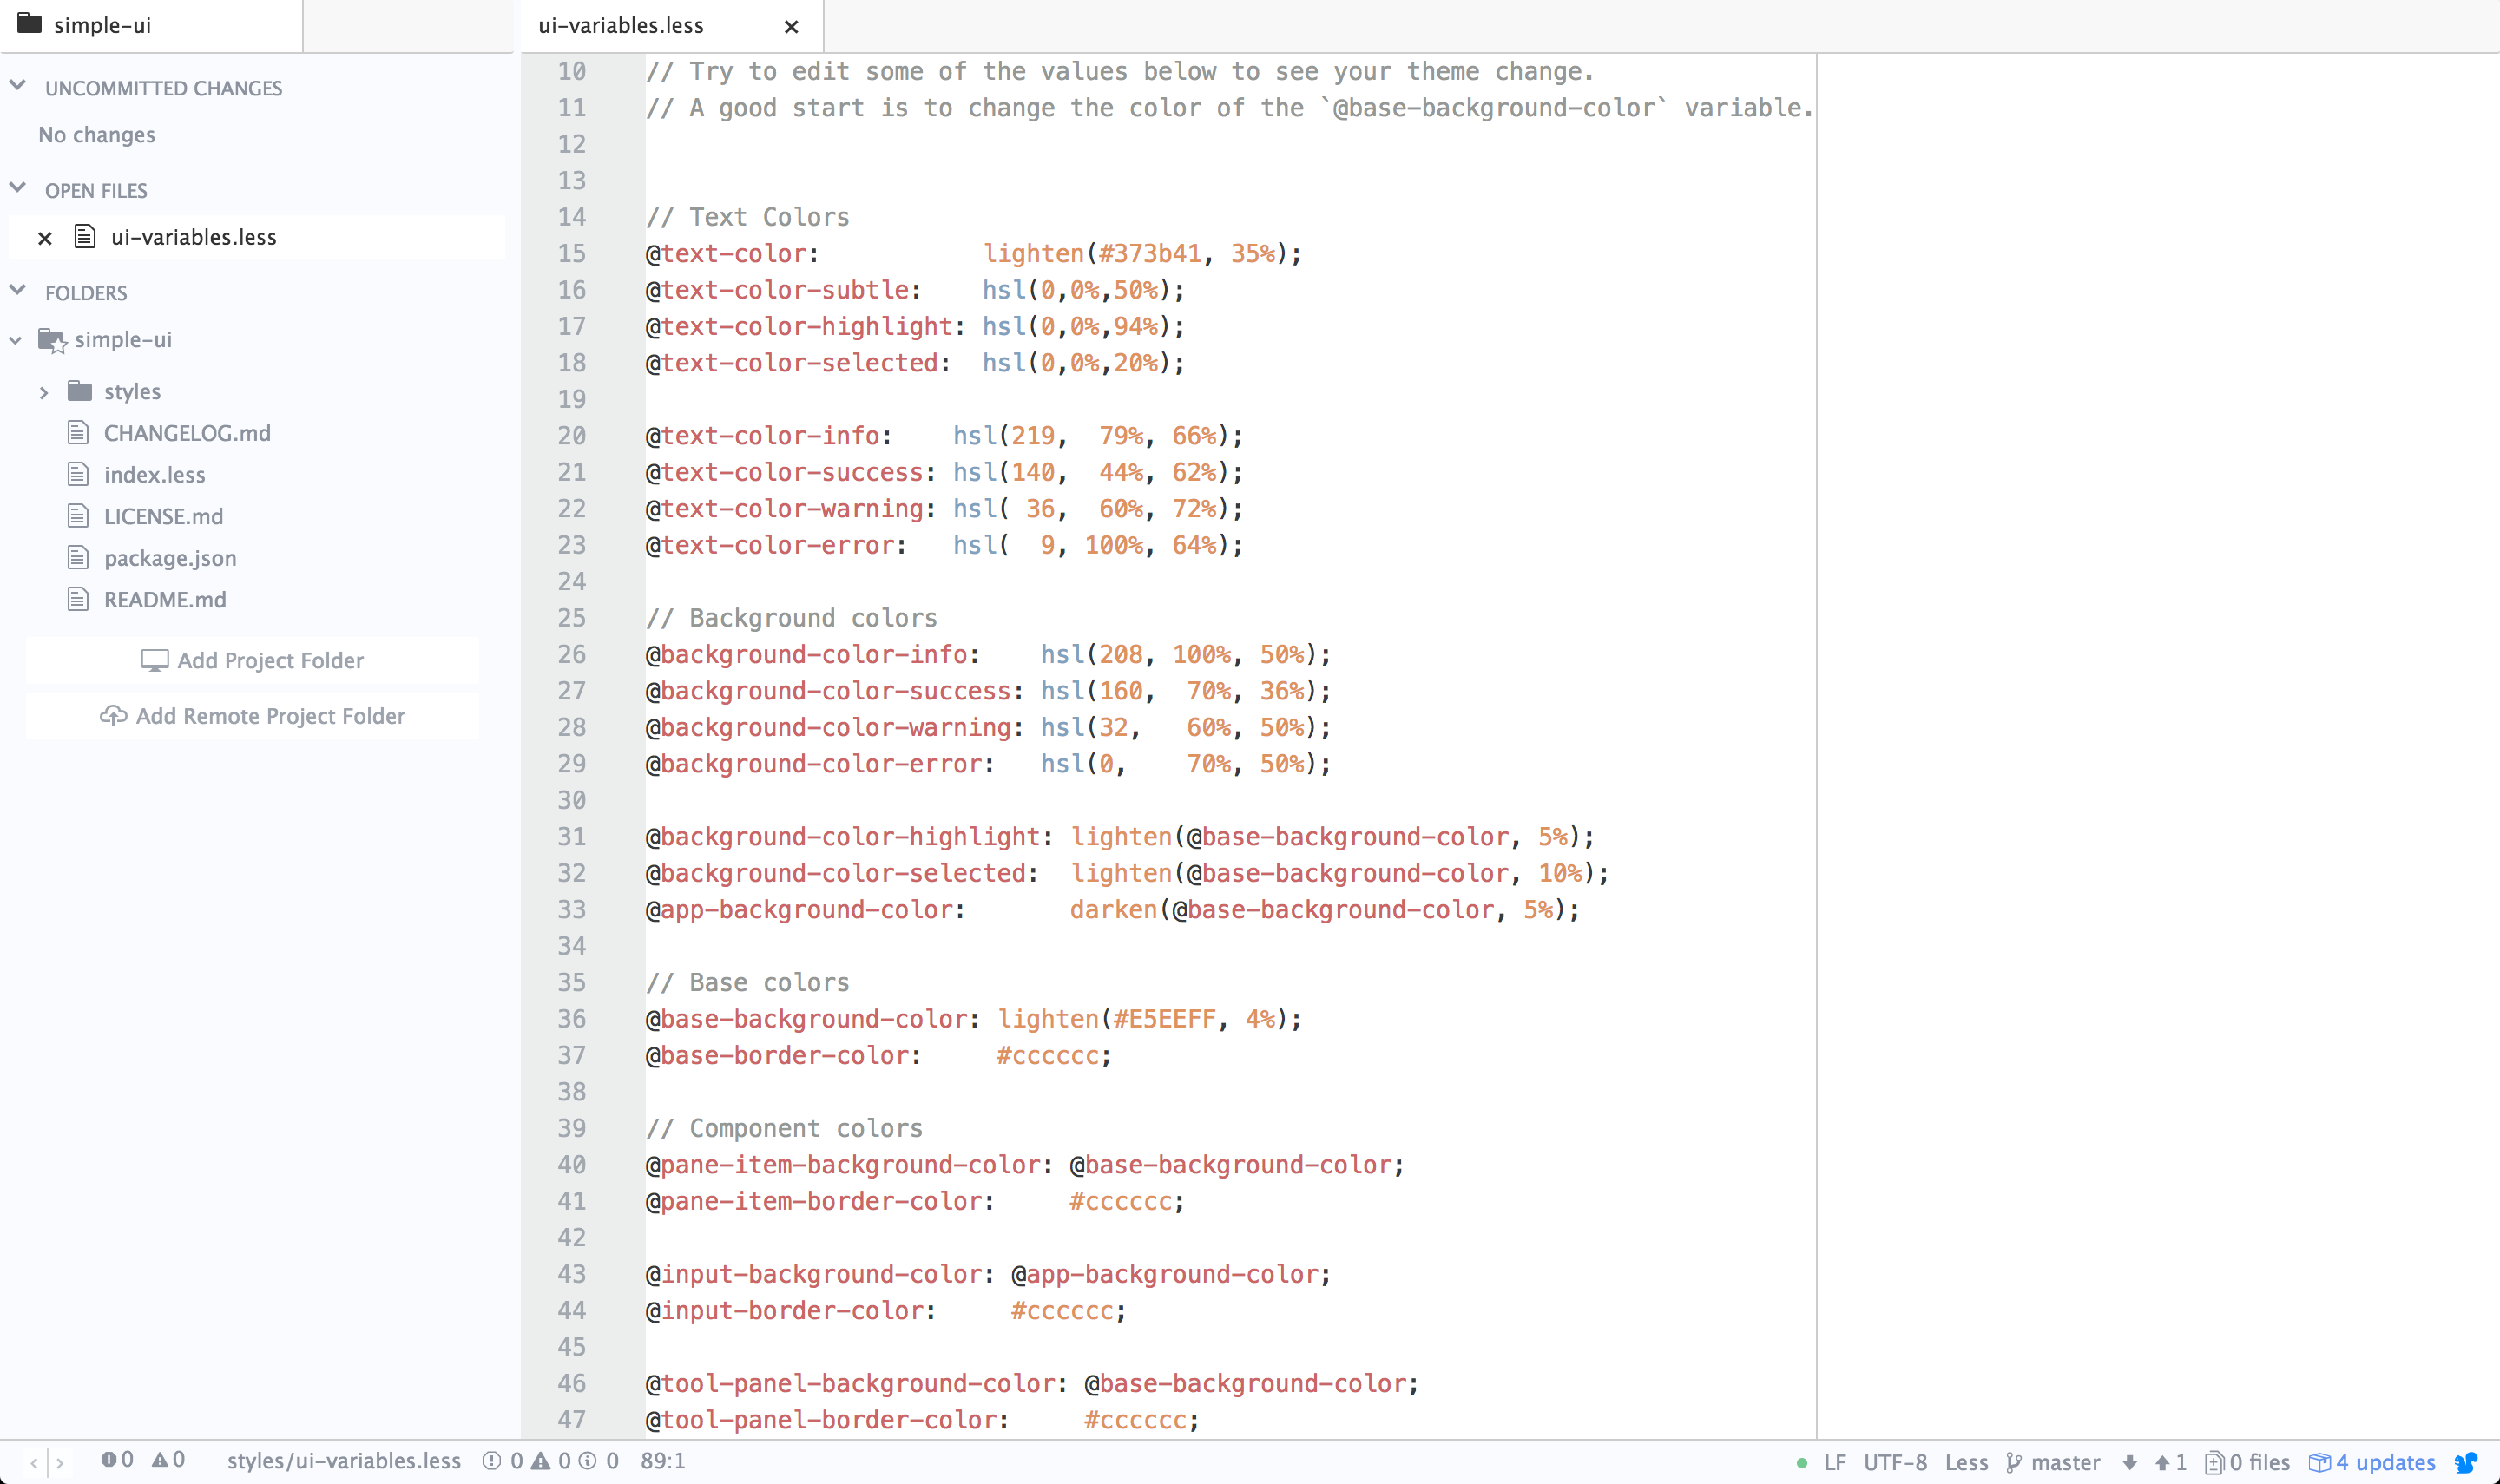 simple-ui
ui-variables.less
UNCOMMITTED CHANGES
No changes
OPEN FILES
ui-variables.less
FOLDERS
simple-ui
styles
CHANGELOG.md
index.less
LICENSE.md
package.json
README.md
Add Project Folder
Add Remote Project Folder
10 // Try to edit some of the values below to see your theme change.
11 // A good start is to change the color of the `@base-background-color` variable.
12
13
14 // Text Colors
15 @text-color:           lighten(#373b41, 35%);
16 @text-color-subtle:    hsl(0,0%,50%);
17 @text-color-highlight: hsl(0,0%,94%);
18 @text-color-selected:  hsl(0,0%,20%);
19
20 @text-color-info:    hsl(219,  79%, 66%);
21 @text-color-success: hsl(140,  44%, 62%);
22 @text-color-warning: hsl( 36,  60%, 72%);
23 @text-color-error:   hsl(  9, 100%, 64%);
24
25 // Background colors
26 @background-color-info:    hsl(208, 100%, 50%);
27 @background-color-success: hsl(160,  70%, 36%);
28 @background-color-warning: hsl(32,   60%, 50%);
29 @background-color-error:   hsl(0,    70%, 50%);
30
31 @background-color-highlight: lighten(@base-background-color, 5%);
32 @background-color-selected:  lighten(@base-background-color, 10%);
33 @app-background-color:       darken(@base-background-color, 5%);
34
35 // Base colors
36 @base-background-color: lighten(#E5EEFF, 4%);
37 @base-border-color:     #cccccc;
38
39 // Component colors
40 @pane-item-background-color: @base-background-color;
41 @pane-item-border-color:     #cccccc;
42
43 @input-background-color: @app-background-color;
44 @input-border-color:     #cccccc;
45
46 @tool-panel-background-color: @base-background-color;
47 @tool-panel-border-color:     #cccccc;
0 0 styles/ui-variables.less 0 0 0 89:1 LF UTF-8 Less master 1 0 files 4 updates